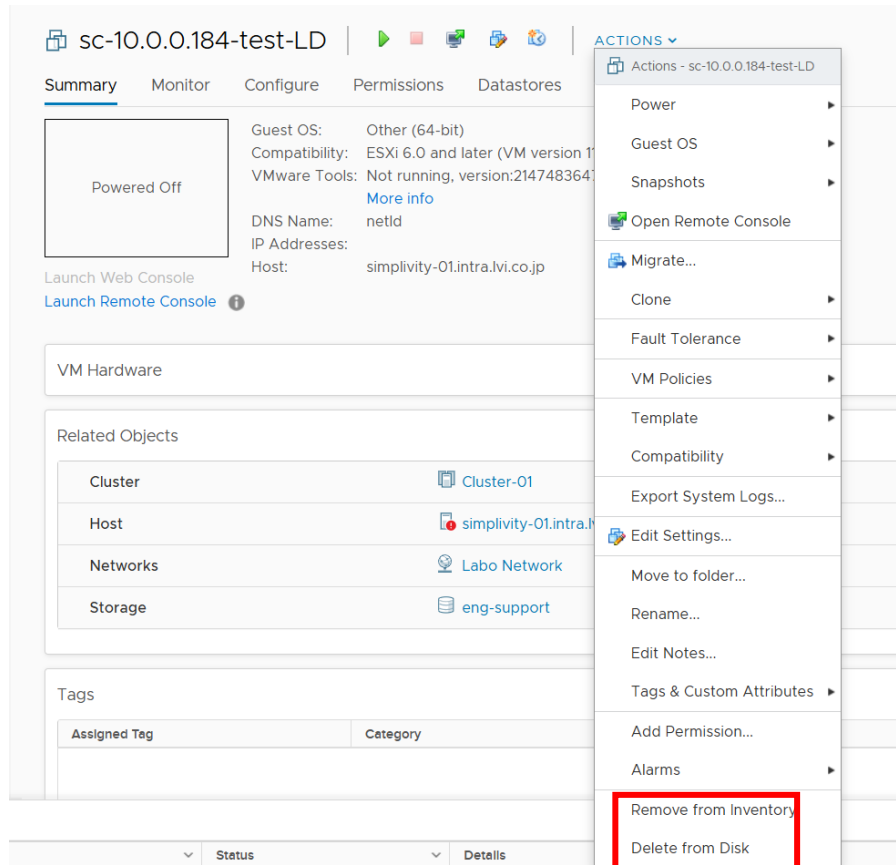 sc-10.0.0.184-test-LD
ACTIONS
Summary Monitor Configure Permissions Datastores
Powered Off
Guest OS: Other (64-bit)
Compatibility: ESXi 6.0 and later (VM version 11
VMware Tools: Not running, version:2147483647
More info
DNS Name: netld
IP Addresses:
Host: simplivity-01.intra.lvi.co.jp
Launch Web Console
Launch Remote Console
VM Hardware
Related Objects
Cluster Cluster-01
Host simplivity-01.intra.lv
Networks Labo Network
Storage eng-support
Tags
Assigned Tag Category
Status Details
Actions - sc-10.0.0.184-test-LD
Power
Guest OS
Snapshots
Open Remote Console
Migrate...
Clone
Fault Tolerance
VM Policies
Template
Compatibility
Export System Logs...
Edit Settings...
Move to folder...
Rename...
Edit Notes...
Tags & Custom Attributes
Add Permission...
Alarms
Remove from Inventory
Delete from Disk